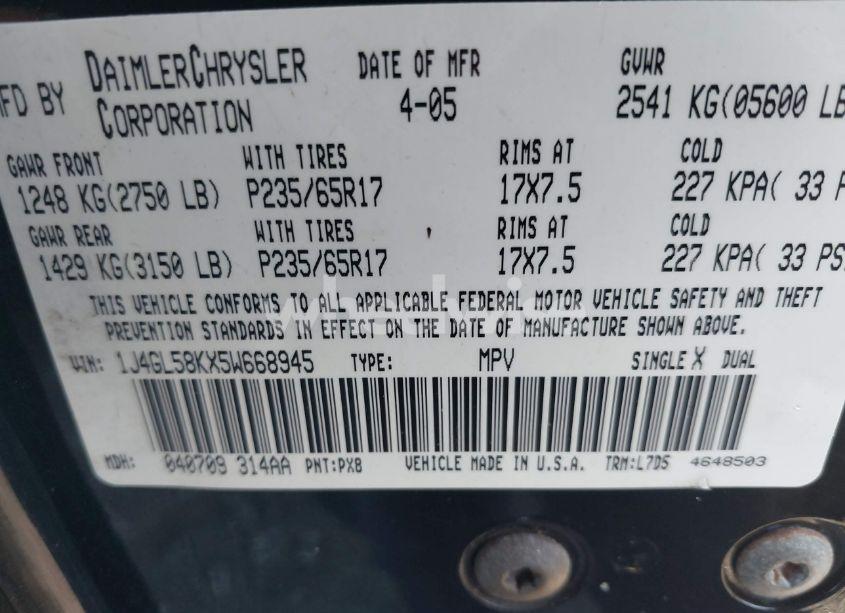 MFD BY DAIMLERCHRYSLER CORPORATION DATE OF MFR 4-05 GVWR 2541 KG(05600 LB
GAWR FRONT WITH TIRES RIMS AT COLD
1248 KG(2750 LB) P235/65R17 17X7.5 227 KPA( 33 P
GAWR REAR WITH TIRES RIMS AT COLD
1429 KG(3150 LB) P235/65R17 17X7.5 227 KPA( 33 PS
THIS VEHICLE CONFORMS TO ALL APPLICABLE FEDERAL MOTOR VEHICLE SAFETY AND THEFT
PREVENTION STANDARDS IN EFFECT ON THE DATE OF MANUFACTURE SHOWN ABOVE.
VIN: 1J4GL58KX5W668945 TYPE: MPV SINGLE X DUAL
MDH: 040709 314AA PNT:PX8 VEHICLE MADE IN U.S.A. TRM:L7D5 4648503